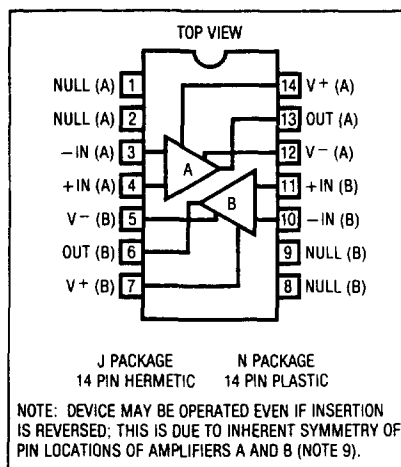 TOP VIEW
NULL (A) 1
NULL (A) 2
−IN (A) 3
+IN (A) 4
V− (B) 5
OUT (B) 6
V+ (B) 7
14 V+ (A)
13 OUT (A)
12 V− (A)
11 +IN (B)
10 −IN (B)
9 NULL (B)
8 NULL (B)
A
B
J PACKAGE
14 PIN HERMETIC
N PACKAGE
14 PIN PLASTIC
NOTE: DEVICE MAY BE OPERATED EVEN IF INSERTION
IS REVERSED; THIS IS DUE TO INHERENT SYMMETRY OF
PIN LOCATIONS OF AMPLIFIERS A AND B (NOTE 9).